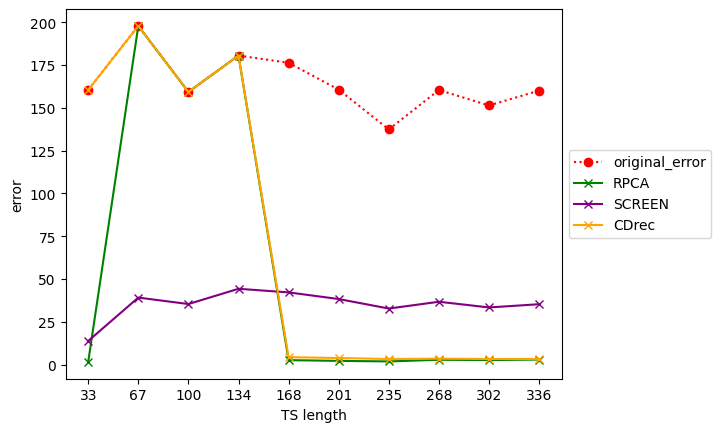 200
175
150
125
100
75
50
25
0
error
33 67 100 134 168 201 235 268 302 336
TS length
original_error
RPCA
SCREEN
CDrec